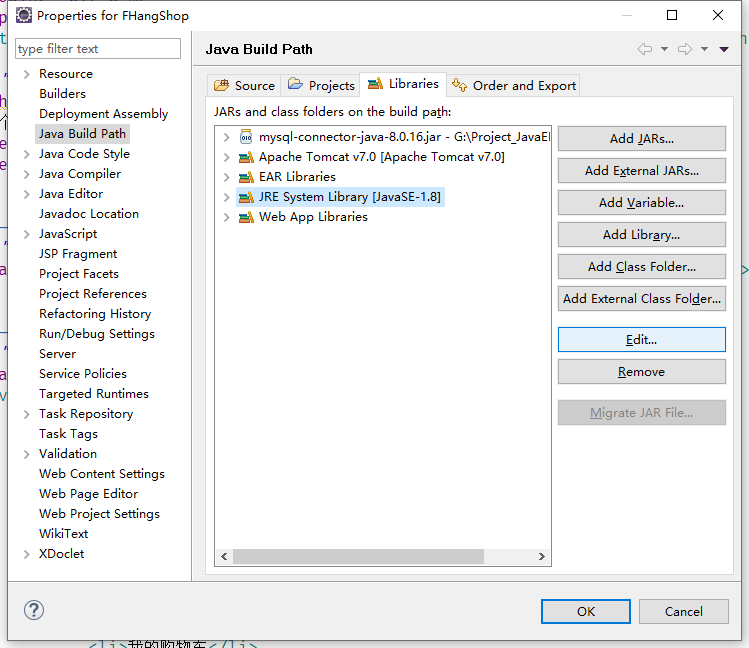 Properties for FHangShop
type filter text
Resource
Builders
Deployment Assembly
Java Build Path
Java Code Style
Java Compiler
Java Editor
Javadoc Location
JavaScript
JSP Fragment
Project Facets
Project References
Refactoring History
Run/Debug Settings
Server
Service Policies
Targeted Runtimes
Task Repository
Task Tags
Validation
Web Content Settings
Web Page Editor
Web Project Settings
WikiText
XDoclet
Java Build Path
Source Projects Libraries Order and Export
JARs and class folders on the build path:
mysql-connector-java-8.0.16.jar - G:\Project_JavaE
Apache Tomcat v7.0 [Apache Tomcat v7.0]
EAR Libraries
JRE System Library [JavaSE-1.8]
Web App Libraries
Add JARs...
Add External JARs...
Add Variable...
Add Library...
Add Class Folder...
Add External Class Folder...
Edit...
Remove
Migrate JAR File...
OK Cancel
<li>我的购物车</li>